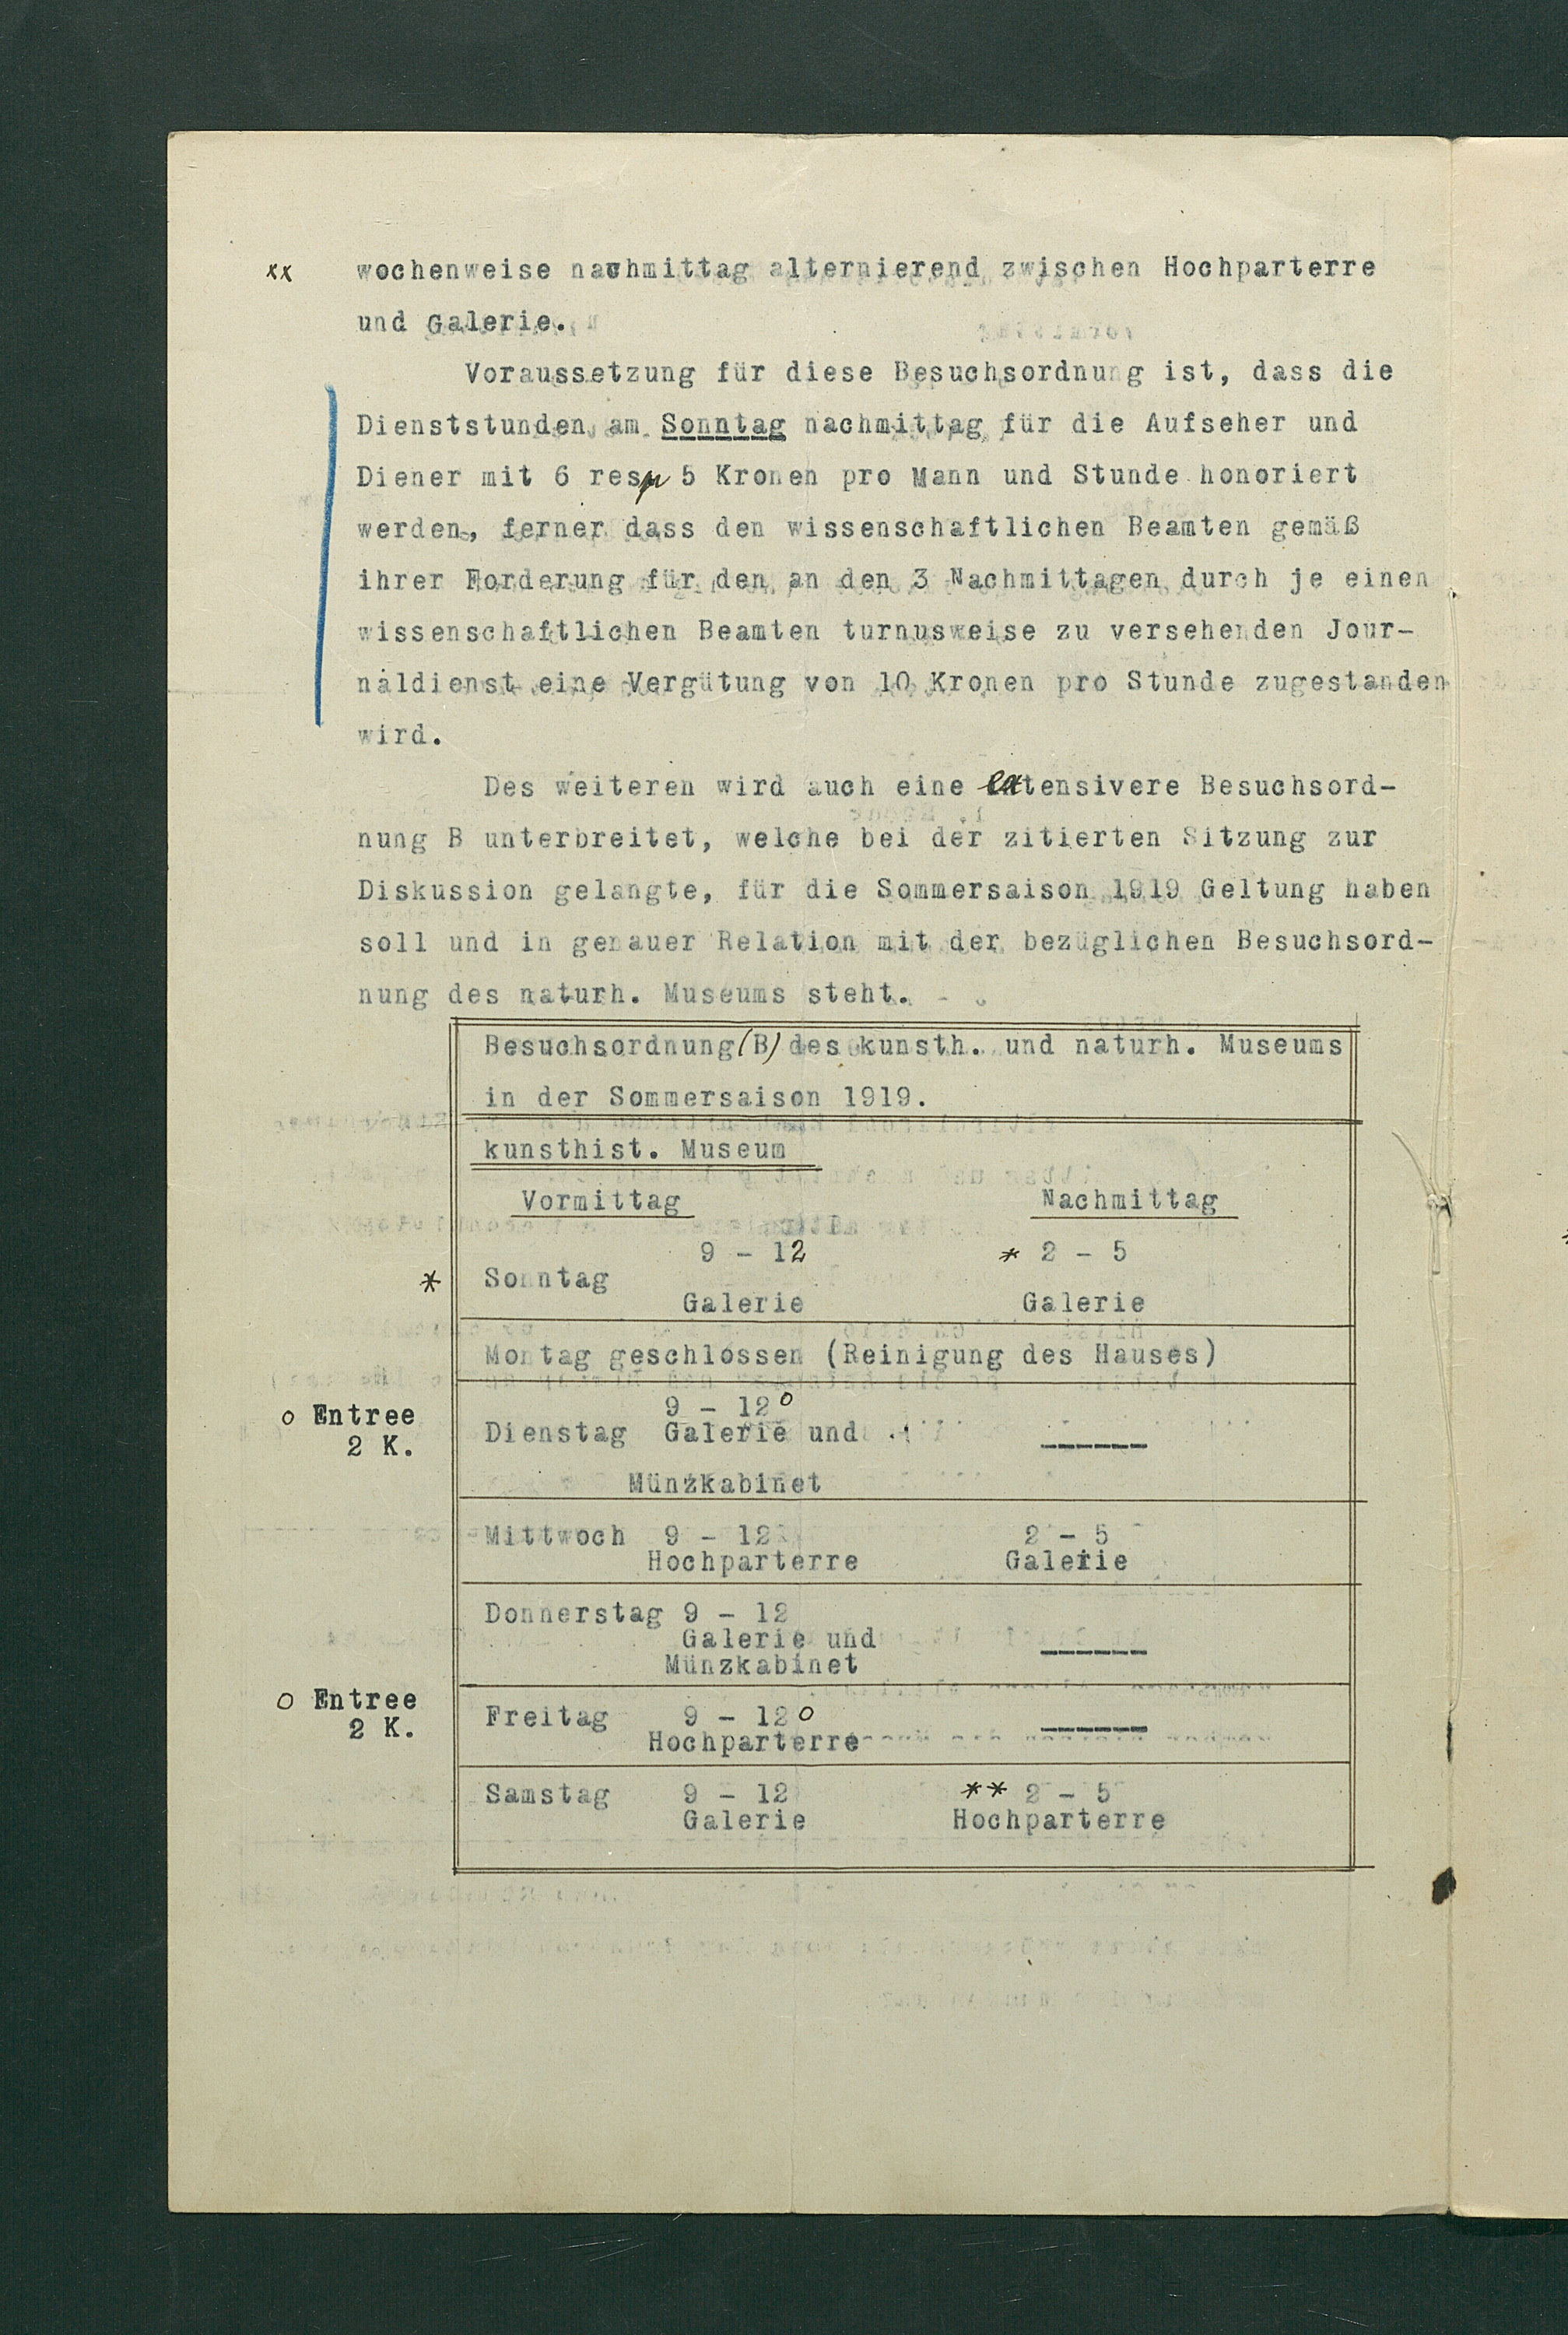 xx wochenweise nachmittag alternierend zwischen Hochparterre
und Galerie.
Voraussetzung für diese Besuchsordnung ist, dass die
Dienststunden am Sonntag nachmittag für die Aufseher und
Diener mit 6 resp 5 Kronen pro Mann und Stunde honoriert
werden, ferner dass den wissenschaftlichen Beamten gemäß
ihrer Forderung für den an den 3 Nachmittagen durch je einen
wissenschaftlichen Beamten turnusweise zu versehenden Jour-
naldienst eine Vergütung von 10 Kronen pro Stunde zugestanden
wird.
Des weiteren wird auch eine extensivere Besuchsord-
nung B unterbreitet, welche bei der zitierten Sitzung zur
Diskussion gelangte, für die Sommersaison 1919 Geltung haben
soll und in genauer Relation mit der bezüglichen Besuchsord-
nung des naturh. Museums steht.
Besuchsordnung (B) des kunsth. und naturh. Museums
in der Sommersaison 1919.
kunsthist. Museum
Vormittag Nachmittag
9 - 12 * 2 - 5
* Sonntag
Galerie Galerie
Montag geschlossen (Reinigung des Hauses)
9 - 12 o
o Entree Dienstag Galerie und ------
2 K.
Münzkabinet
Mittwoch 9 - 12 2 - 5
Hochparterre Galerie
Donnerstag 9 - 12
Galerie und ------
Münzkabinet
o Entree Freitag 9 - 12 o ------
2 K. Hochparterre
Samstag 9 - 12 ** 2 - 5
Galerie Hochparterre